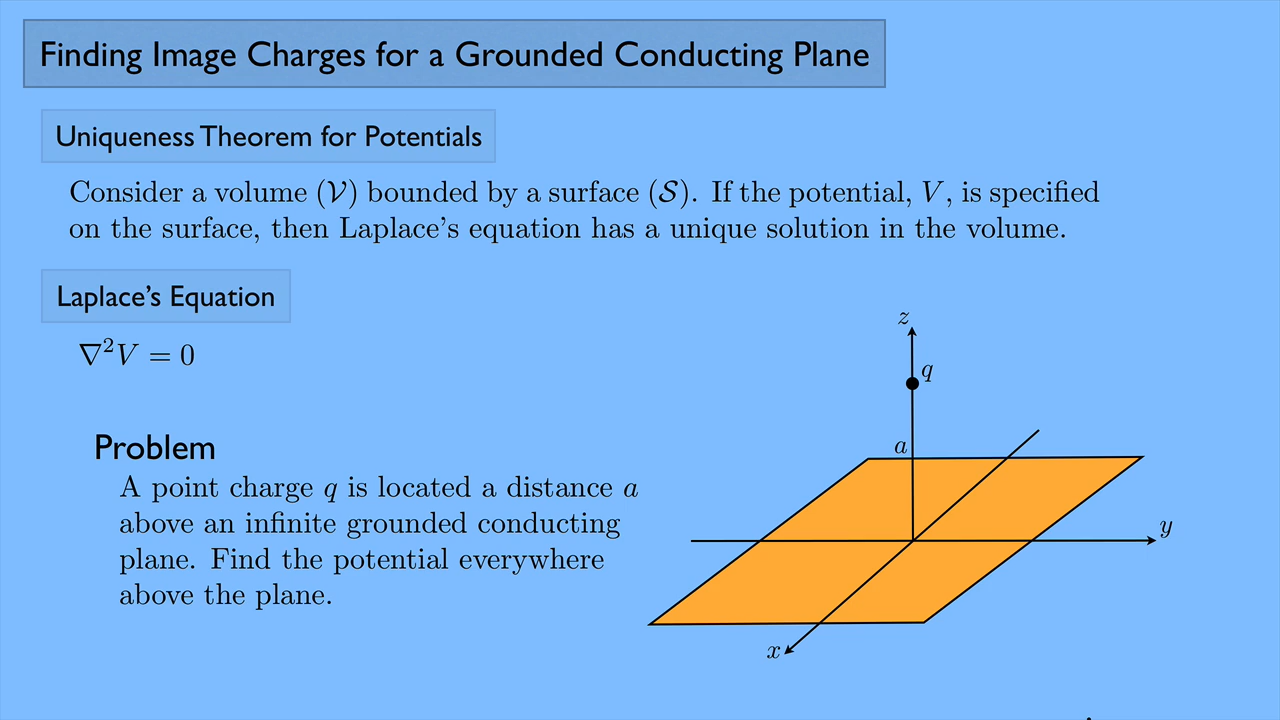 Finding Image Charges for a Grounded Conducting Plane
Uniqueness Theorem for Potentials
Consider a volume (𝒱) bounded by a surface (𝒮). If the potential, V, is specified
on the surface, then Laplace's equation has a unique solution in the volume.
Laplace's Equation
∇²V = 0
Problem
A point charge q is located a distance a
above an infinite grounded conducting
plane. Find the potential everywhere
above the plane.
z
q
a
y
x